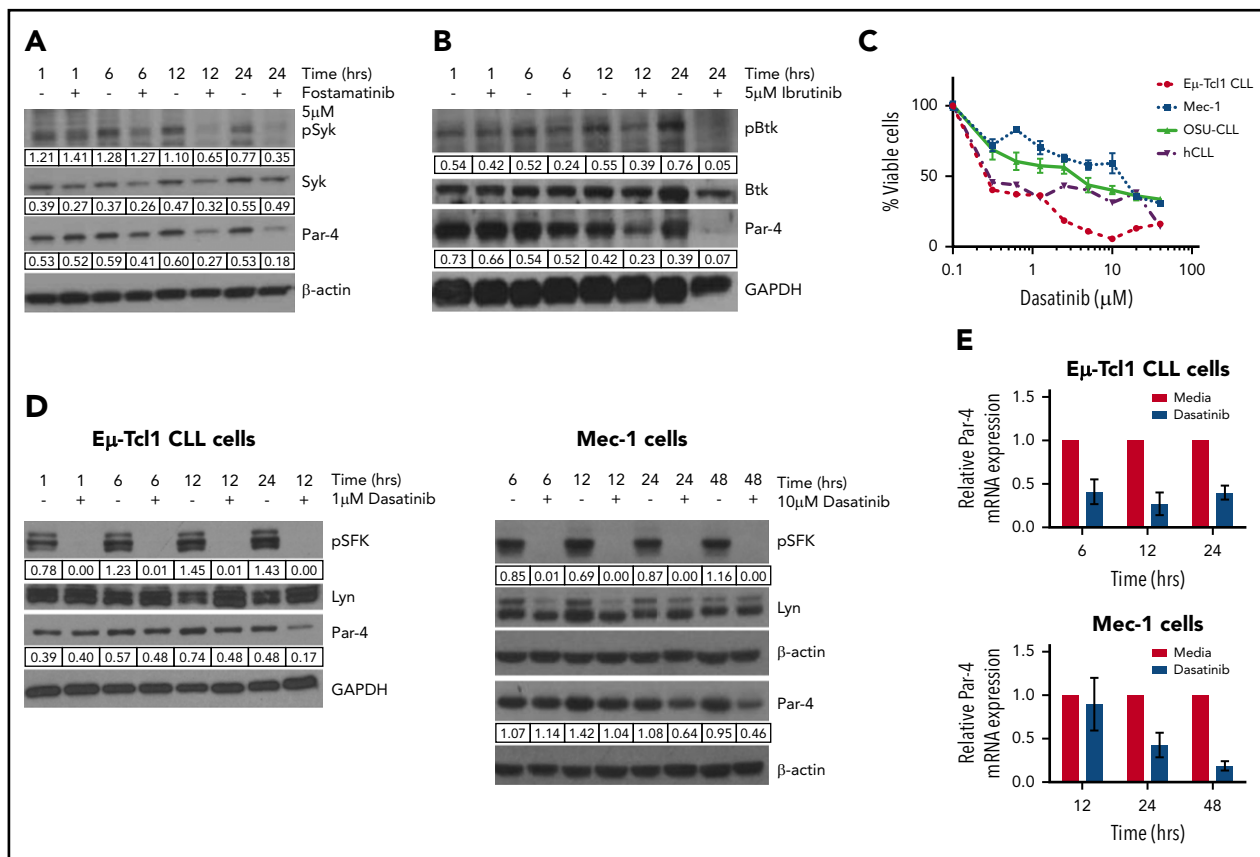 A
1 1 6 6 12 12 24 24 Time (hrs)
- + - + - + - + Fostamatinib
5μM
pSyk
1.21 1.41 1.28 1.27 1.10 0.65 0.77 0.35
Syk
0.39 0.27 0.37 0.26 0.47 0.32 0.55 0.49
Par-4
0.53 0.52 0.59 0.41 0.60 0.27 0.53 0.18
β-actin
B
1 1 6 6 12 12 24 24 Time (hrs)
- + - + - + - + 5μM Ibrutinib
pBtk
0.54 0.42 0.52 0.24 0.55 0.39 0.76 0.05
Btk
Par-4
0.73 0.66 0.54 0.52 0.42 0.23 0.39 0.07
GAPDH
C
% Viable cells
100
50
0
0.1 1 10 100
Dasatinib (μM)
Eμ-Tcl1 CLL
Mec-1
OSU-CLL
hCLL
D
Eμ-Tcl1 CLL cells
1 1 6 6 12 12 24 12 Time (hrs)
- + - + - + - + 1μM Dasatinib
pSFK
0.78 0.00 1.23 0.01 1.45 0.01 1.43 0.00
Lyn
Par-4
0.39 0.40 0.57 0.48 0.74 0.48 0.48 0.17
GAPDH
Mec-1 cells
6 6 12 12 24 24 48 48 Time (hrs)
- + - + - + - + 10μM Dasatinib
pSFK
0.85 0.01 0.69 0.00 0.87 0.00 1.16 0.00
Lyn
β-actin
Par-4
1.07 1.14 1.42 1.04 1.08 0.64 0.95 0.46
β-actin
E
Eμ-Tcl1 CLL cells
Relative Par-4
mRNA expression
1.5
1.0
0.5
0.0
Media
Dasatinib
6 12 24
Time (hrs)
Mec-1 cells
Relative Par-4
mRNA expression
1.5
1.0
0.5
0.0
Media
Dasatinib
12 24 48
Time (hrs)